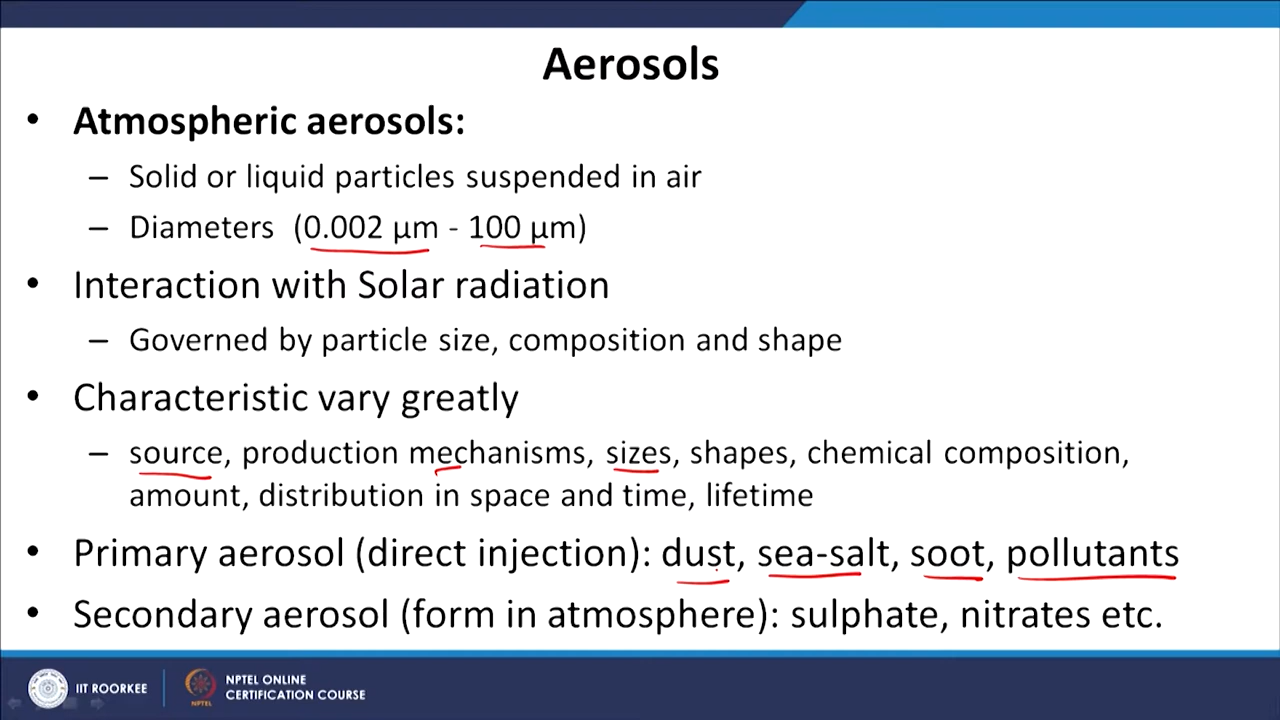 Aerosols
• Atmospheric aerosols:
– Solid or liquid particles suspended in air
– Diameters (0.002 µm - 100 µm)
• Interaction with Solar radiation
– Governed by particle size, composition and shape
• Characteristic vary greatly
– source, production mechanisms, sizes, shapes, chemical composition,
amount, distribution in space and time, lifetime
• Primary aerosol (direct injection): dust, sea-salt, soot, pollutants
• Secondary aerosol (form in atmosphere): sulphate, nitrates etc.
IIT ROORKEE
NPTEL
NPTEL ONLINE
CERTIFICATION COURSE